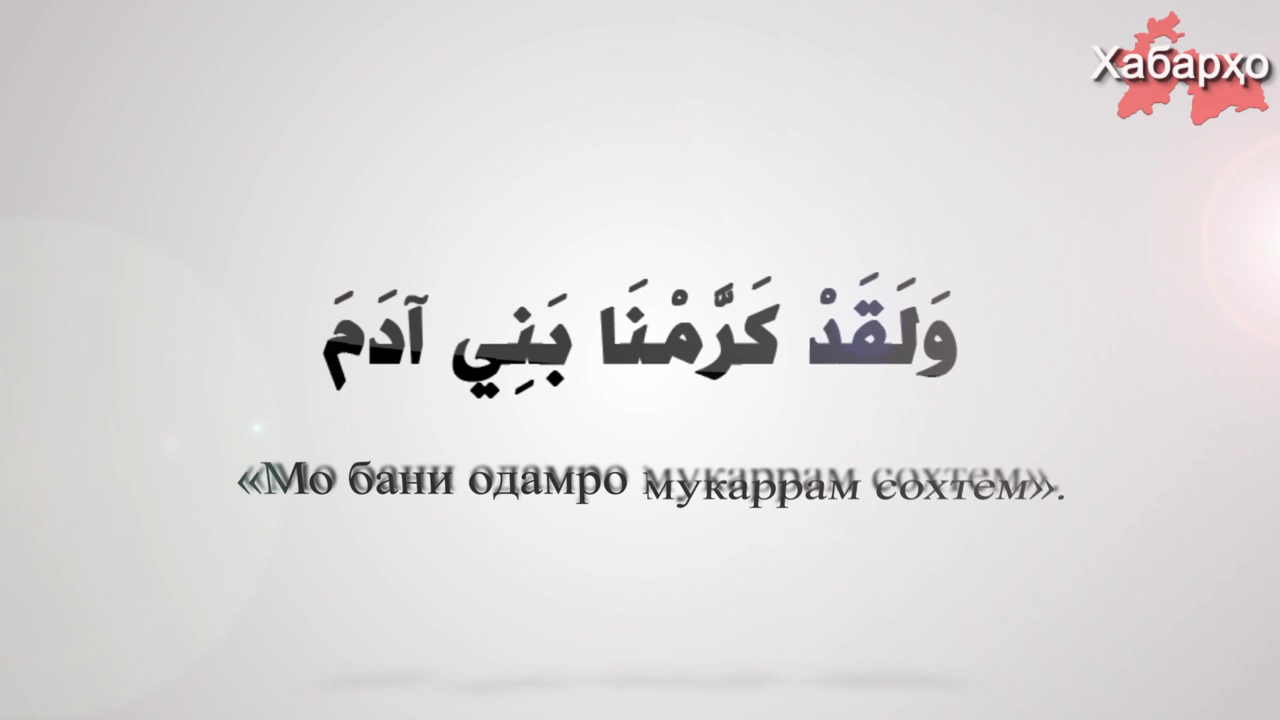 Хабарҳо
وَلَقَدْ كَرَّمْنَا بَنِي آدَمَ
«Мо бани одамро мукаррам сохтем».